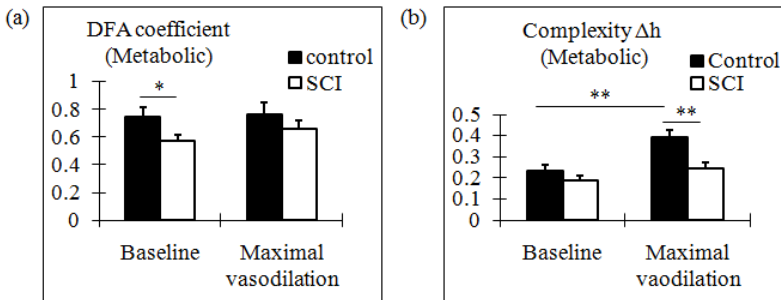 (a)
DFA coefficient
(Metabolic)
control
SCI
*
1
0.8
0.6
0.4
0.2
0
Baseline
Maximal
vasodilation
(b)
Complexity Δh
(Metabolic)
Control
SCI
**
**
0.5
0.4
0.3
0.2
0.1
0
Baseline
Maximal
vaodilation